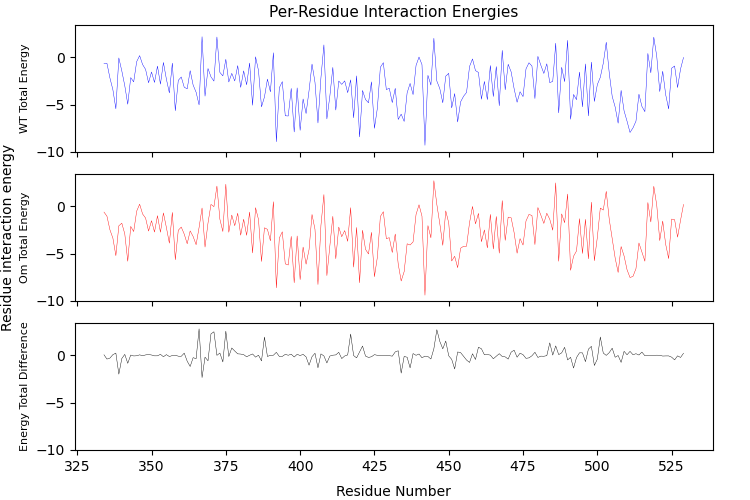 Per-Residue Interaction Energies
Residue interaction energy
WT Total Energy
0
−5
−10
Om Total Energy
0
−5
−10
Energy Total Difference
0
−5
−10
325 350 375 400 425 450 475 500 525
Residue Number